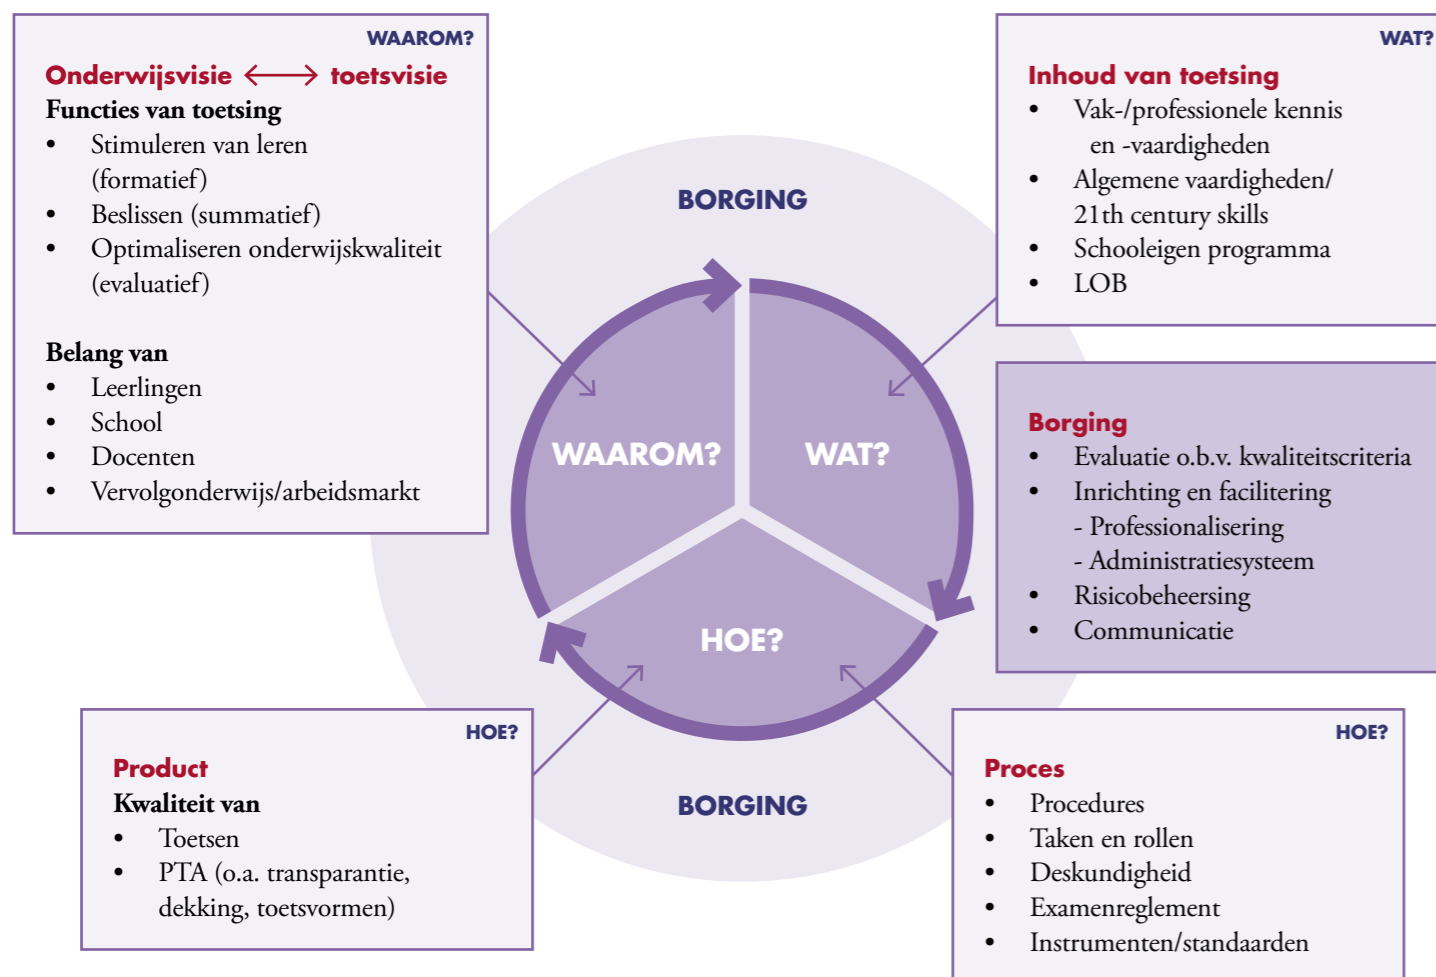 WAAROM?
Onderwijsvisie ⟷ toetsvisie
Functies van toetsing
• Stimuleren van leren
(formatief)
• Beslissen (summatief)
• Optimaliseren onderwijskwaliteit
(evaluatief)
Belang van
• Leerlingen
• School
• Docenten
• Vervolgonderwijs/arbeidsmarkt
WAT?
Inhoud van toetsing
• Vak-/professionele kennis
en -vaardigheden
• Algemene vaardigheden/
21th century skills
• Schooleigen programma
• LOB
BORGING
WAAROM?
WAT?
HOE?
BORGING
Borging
• Evaluatie o.b.v. kwaliteitscriteria
• Inrichting en facilitering
- Professionalisering
- Administratiesysteem
• Risicobeheersing
• Communicatie
HOE?
Product
Kwaliteit van
• Toetsen
• PTA (o.a. transparantie,
dekking, toetsvormen)
HOE?
Proces
• Procedures
• Taken en rollen
• Deskundigheid
• Examenreglement
• Instrumenten/standaarden